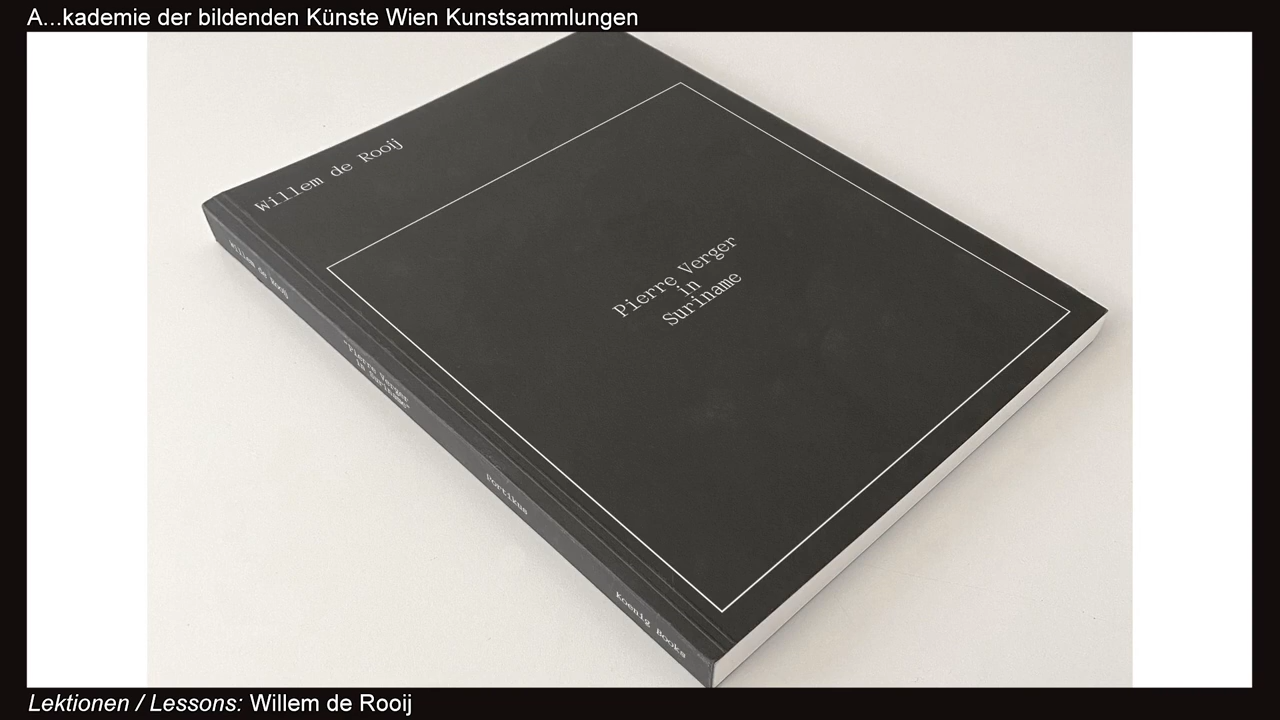 A...kademie der bildenden Künste Wien Kunstsammlungen
Willem de Rooij
Pierre Verger
in
Suriname
Willem de Rooij
"Pierre Verger
in Suriname"
Portikus
Koenig Books
Lektionen / Lessons: Willem de Rooij